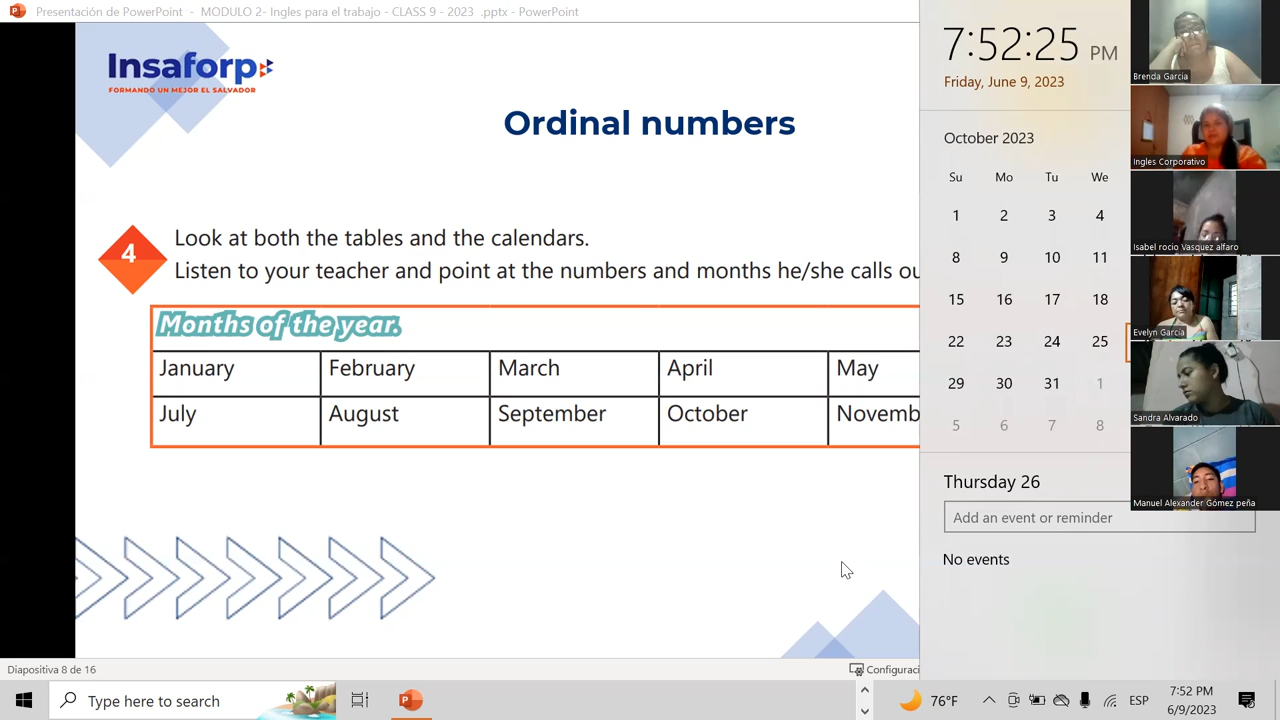 Presentación de PowerPoint - MODULO 2- Ingles para el trabajo - CLASS 9 - 2023 .pptx - PowerPoint
Insaforp
FORMANDO UN MEJOR EL SALVADOR
Ordinal numbers
4
Look at both the tables and the calendars.
Listen to your teacher and point at the numbers and months he/she calls ou
Months of the year.
January February March April May
July August September October Novemb
Diapositiva 8 de 16
Configuraci
7:52:25 PM
Friday, June 9, 2023
October 2023
Su Mo Tu We
1 2 3 4
8 9 10 11
15 16 17 18
22 23 24 25
29 30 31 1
5 6 7 8
Thursday 26
Add an event or reminder
No events
Brenda Garcia
Ingles Corporativo
Isabel rocio Vasquez alfaro
Evelyn García
Sandra Alvarado
Manuel Alexander Gómez peña
Type here to search
76°F
ESP
7:52 PM
6/9/2023